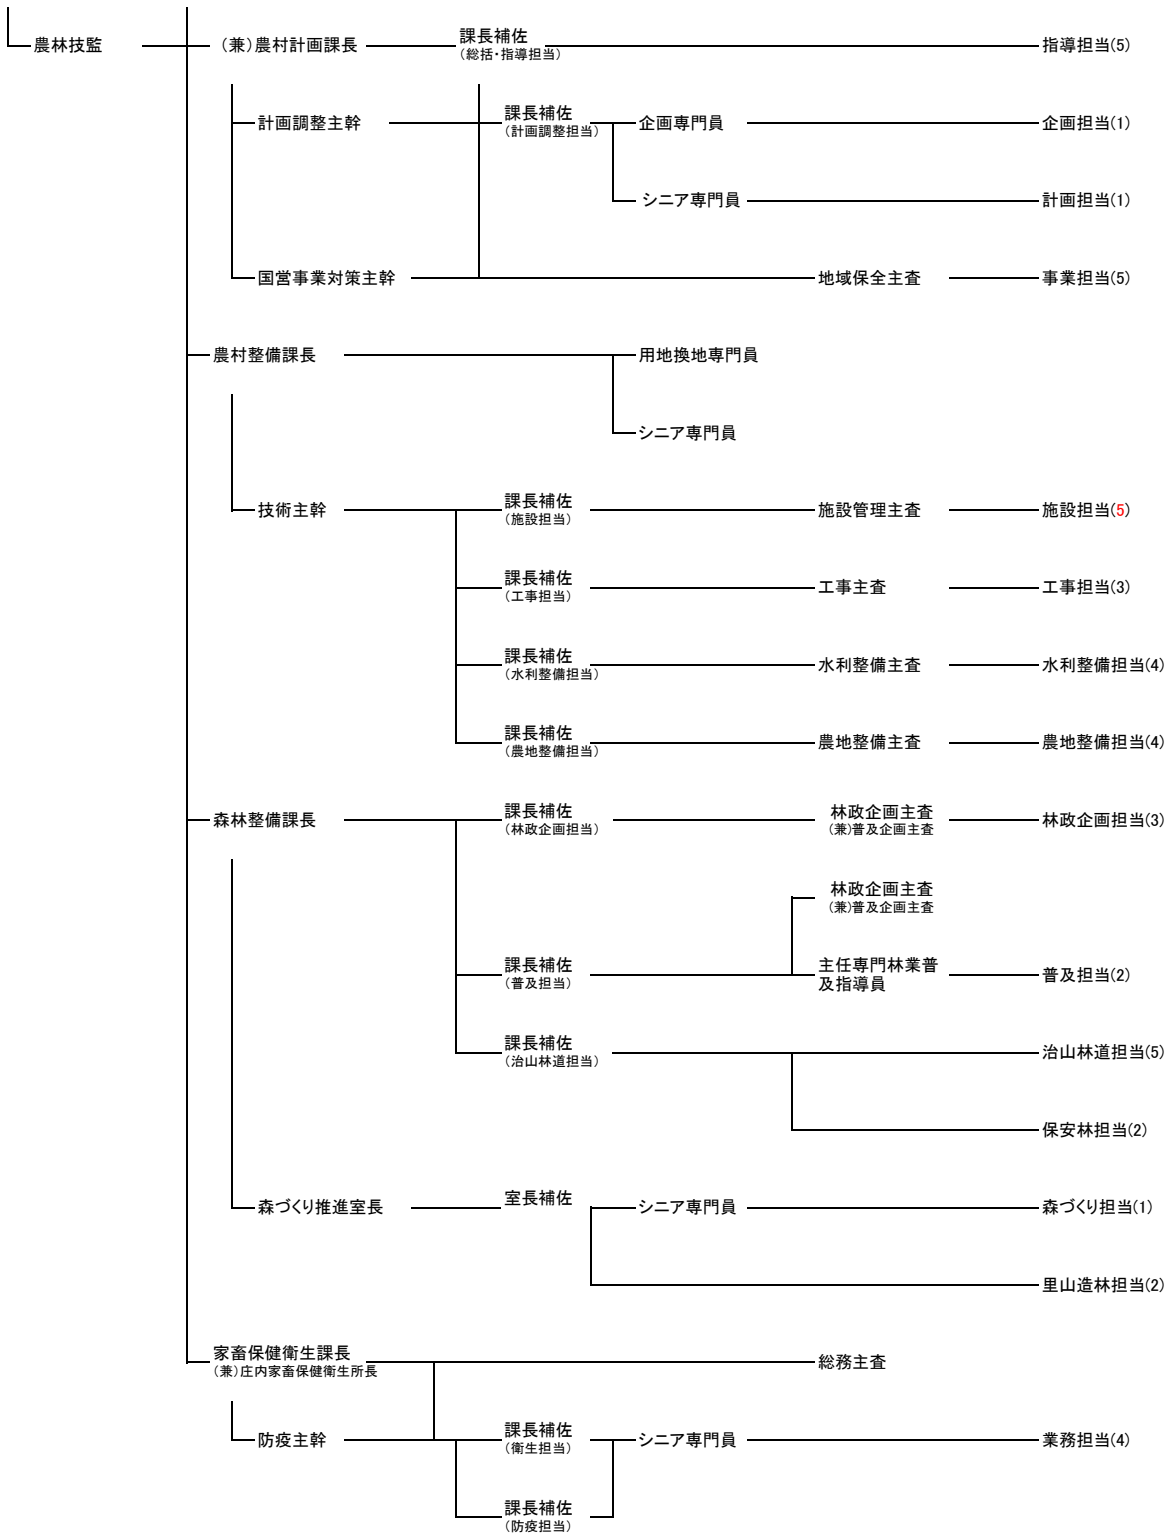 農林技監 (兼)農村計画課長 課長補佐 指導担当(5)
(総括・指導担当)
計画調整主幹 課長補佐 企画専門員 企画担当(1)
(計画調整担当)
シニア専門員 計画担当(1)
国営事業対策主幹 地域保全主査 事業担当(5)
農村整備課長 用地換地専門員
シニア専門員
技術主幹 課長補佐 施設管理主査 施設担当(5)
(施設担当)
課長補佐 工事主査 工事担当(3)
(工事担当)
課長補佐 水利整備主査 水利整備担当(4)
(水利整備担当)
課長補佐 農地整備主査 農地整備担当(4)
(農地整備担当)
森林整備課長 課長補佐 林政企画主査 林政企画担当(3)
(林政企画担当) (兼)普及企画主査
林政企画主査
(兼)普及企画主査
課長補佐 主任専門林業普 普及担当(2)
(普及担当) 及指導員
課長補佐 治山林道担当(5)
(治山林道担当)
保安林担当(2)
森づくり推進室長 室長補佐 シニア専門員 森づくり担当(1)
里山造林担当(2)
家畜保健衛生課長 総務主査
(兼)庄内家畜保健衛生所長
防疫主幹 課長補佐 シニア専門員 業務担当(4)
(衛生担当)
課長補佐
(防疫担当)